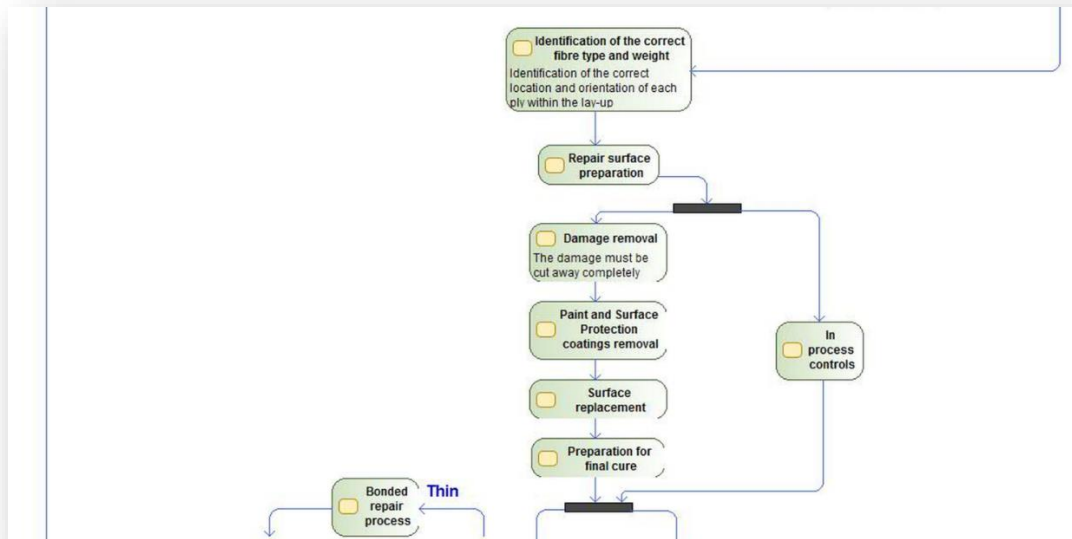 Identification of the correct
fibre type and weight
Identification of the correct
location and orientation of each
ply within the lay-up
Repair surface
preparation
Damage removal
The damage must be
cut away completely
Paint and Surface
Protection
coatings removal
In
process
controls
Surface
replacement
Preparation for
final cure
Bonded
repair
process
Thin